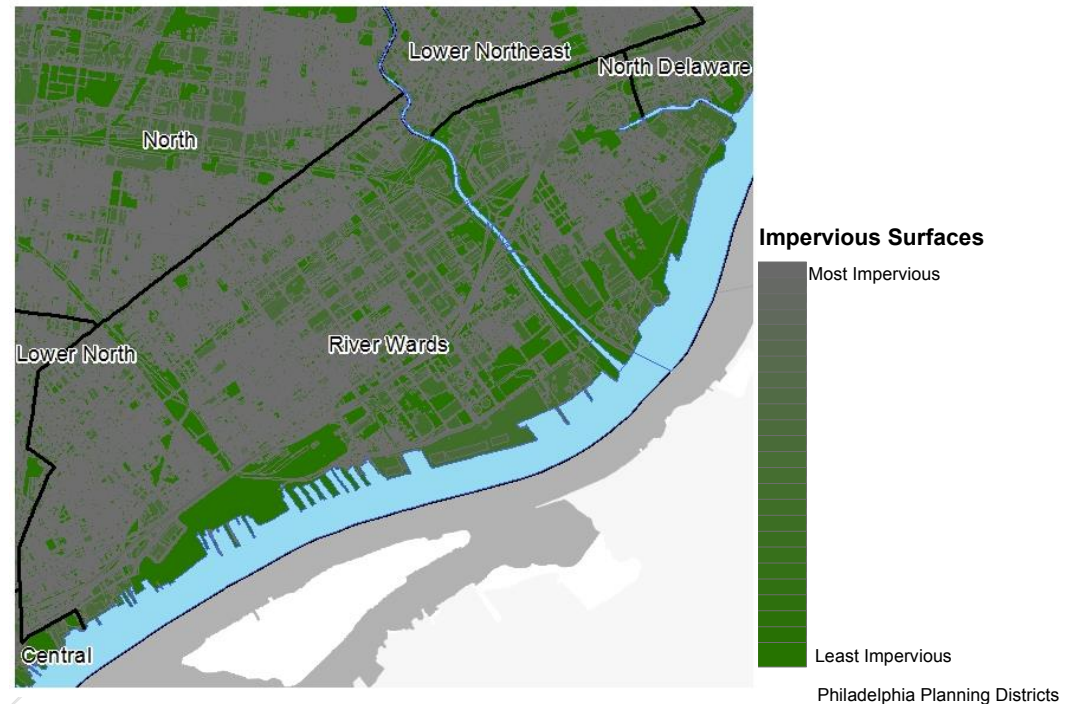 Lower Northeast
North Delaware
North
Impervious Surfaces
Most Impervious
River Wards
Lower North
Central
Least Impervious
Philadelphia Planning Districts